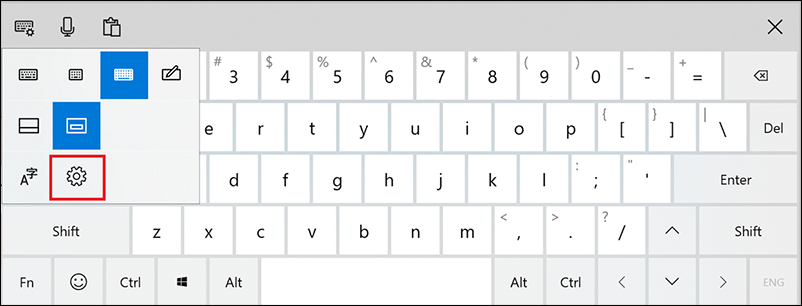 # 3 $ 4 % 5 ^ 6 & 7 * 8 ( 9 ) 0 _ - + =
e r t y u i o p { [ } ] | \ Del
A字
d f g h j k l : ; " ' Enter
Shift z x c v b n m < , > . ? / Shift
Fn Ctrl Alt Alt Ctrl ENG